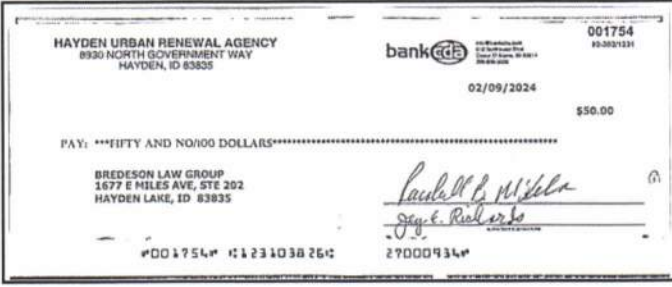 HAYDEN URBAN RENEWAL AGENCY
8930 NORTH GOVERNMENT WAY
HAYDEN, ID 83835
bankcda
001754
02/09/2024
$50.00
PAY: ***FIFTY AND NO/100 DOLLARS***********************************************************
BREDESON LAW GROUP
1677 E MILES AVE, STE 202
HAYDEN LAKE, ID 83835
Jay E. Richards
⑈001754⑈ ⑆123103826⑆ 27000934⑈